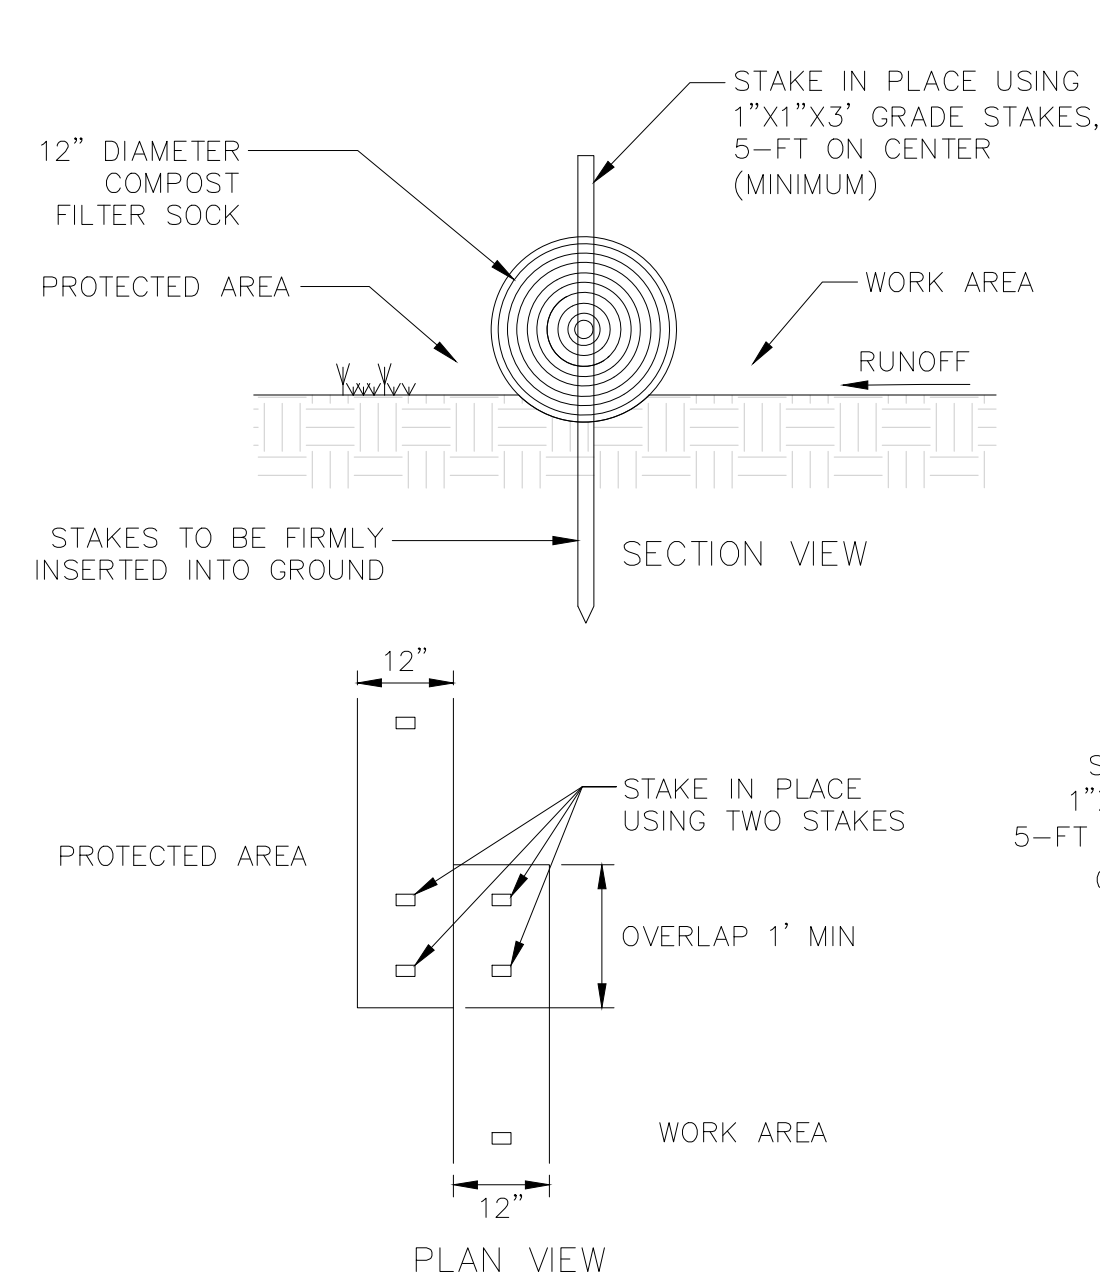 STAKE IN PLACE USING
1"X1"X3' GRADE STAKES,
5-FT ON CENTER
(MINIMUM)
12" DIAMETER
COMPOST
FILTER SOCK
PROTECTED AREA
WORK AREA
RUNOFF
STAKES TO BE FIRMLY
INSERTED INTO GROUND
SECTION VIEW
12"
STAKE IN PLACE
USING TWO STAKES
PROTECTED AREA
5-FT
OVERLAP 1' MIN
WORK AREA
12"
PLAN VIEW